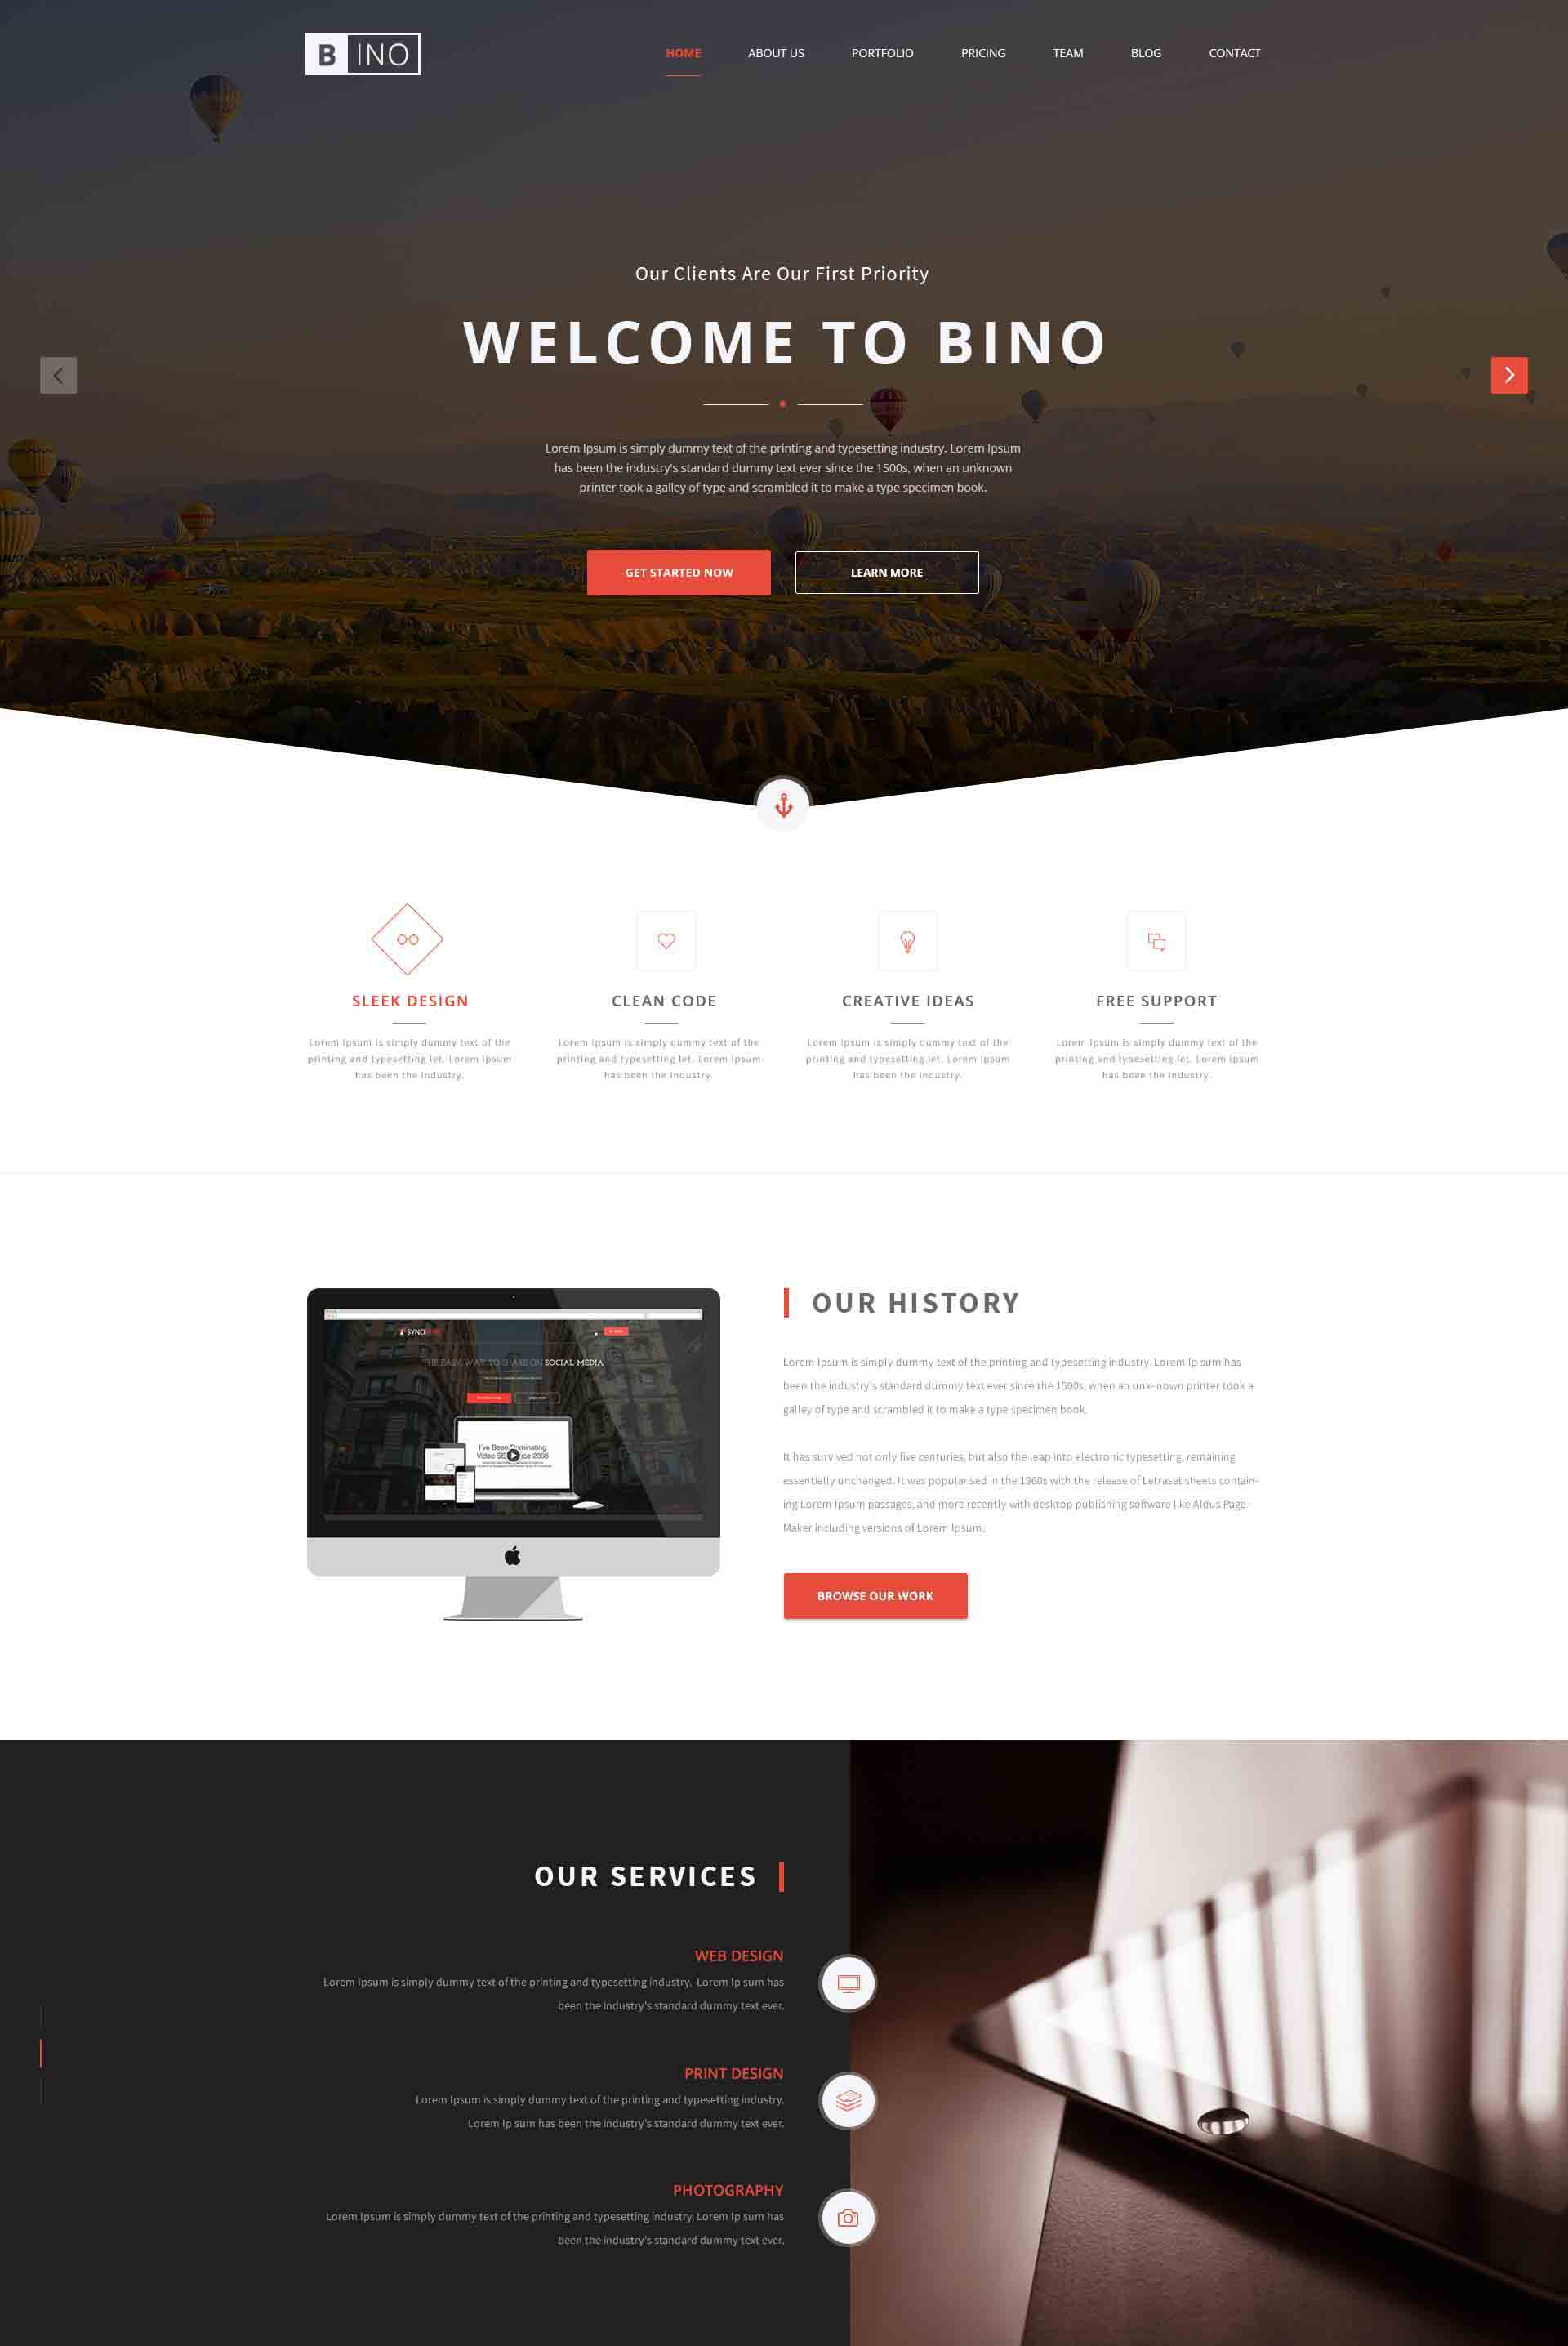 B INO
HOME
ABOUT US
PORTFOLIO
PRICING
TEAM
BLOG
CONTACT
Our Clients Are Our First Priority
WELCOME TO BINO
Lorem Ipsum is simply dummy text of the printing and typesetting industry. Lorem Ipsum
has been the industry's standard dummy text ever since the 1500s, when an unknown
printer took a galley of type and scrambled it to make a type specimen book.
GET STARTED NOW
LEARN MORE
SLEEK DESIGN
Lorem Ipsum is simply dummy text of the
printing and typesetting let. Lorem Ipsum
has been the industry.
CLEAN CODE
Lorem Ipsum is simply dummy text of the
printing and typesetting let. Lorem Ipsum
has been the industry.
CREATIVE IDEAS
Lorem Ipsum is simply dummy text of the
printing and typesetting let. Lorem Ipsum
has been the industry.
FREE SUPPORT
Lorem Ipsum is simply dummy text of the
printing and typesetting let. Lorem Ipsum
has been the industry.
SYND
THE EASY WAY TO SHARE ON SOCIAL MEDIA
I've Been Dominating
Video SE ice 2008
OUR HISTORY
Lorem Ipsum is simply dummy text of the printing and typesetting industry. Lorem Ip sum has
been the industry's standard dummy text ever since the 1500s, when an unk-nown printer took a
galley of type and scrambled it to make a type specimen book.
It has survived not only five centuries, but also the leap into electronic typesetting, remaining
essentially unchanged. It was popularised in the 1960s with the release of Letraset sheets contain-
ing Lorem Ipsum passages, and more recently with desktop publishing software like Aldus Page-
Maker including versions of Lorem Ipsum.
BROWSE OUR WORK
OUR SERVICES
WEB DESIGN
Lorem Ipsum is simply dummy text of the printing and typesetting industry. Lorem Ip sum has
been the industry's standard dummy text ever.
PRINT DESIGN
Lorem Ipsum is simply dummy text of the printing and typesetting industry.
Lorem Ip sum has been the industry's standard dummy text ever.
PHOTOGRAPHY
Lorem Ipsum is simply dummy text of the printing and typesetting industry. Lorem Ip sum has
been the industry's standard dummy text ever.